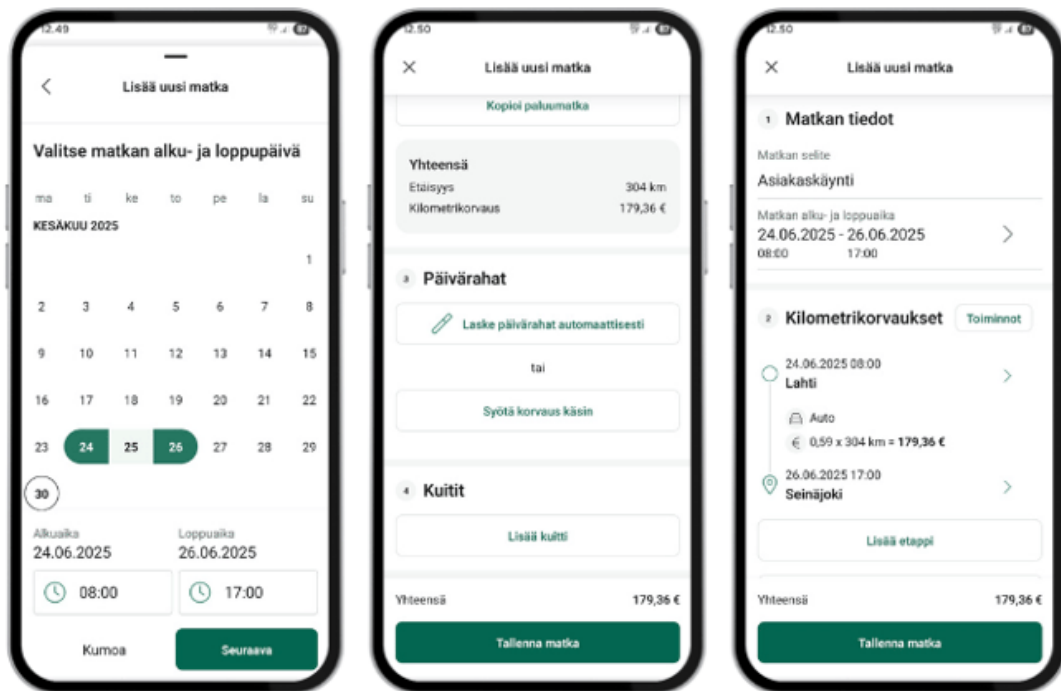 12.49
Lisää uusi matka
Valitse matkan alku- ja loppupäivä
ma ti ke to pe la su
KESÄKUU 2025
1
2 3 4 5 6 7 8
9 10 11 12 13 14 15
16 17 18 19 20 21 22
23 24 25 26 27 28 29
30
Alkuaika Loppuaika
24.06.2025 26.06.2025
08:00 17:00
Kumoa Seuraava
12.50
Lisää uusi matka
Kopioi paluumatka
Yhteensä
Etäisyys 304 km
Kilometrikorvaus 179,36 €
3 Päivärahat
Laske päivärahat automaattisesti
tai
Syötä korvaus käsin
4 Kuitit
Lisää kuitti
Yhteensä 179,36 €
Tallenna matka
12.50
Lisää uusi matka
1 Matkan tiedot
Matkan selite
Asiakaskäynti
Matkan alku- ja loppuaika
24.06.2025 - 26.06.2025
08:00 17:00
2 Kilometrikorvaukset Toiminnot
24.06.2025 08:00
Lahti
Auto
€ 0,59 x 304 km = 179,36 €
26.06.2025 17:00
Seinäjoki
Lisää etappi
Yhteensä 179,36 €
Tallenna matka